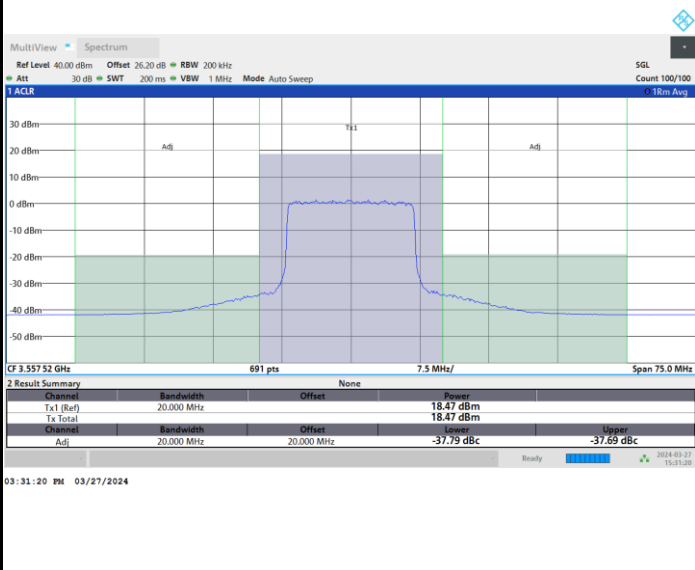 MultiView Spectrum
Ref Level 40.00 dBm Offset 26.20 dB RBW 200 kHz SGL
Att 30 dB SWT 200 ms VBW 1 MHz Mode Auto Sweep Count 100/100
1 ACLR 1Rm Avg
Tx1
30 dBm
Adj Adj
20 dBm
10 dBm
0 dBm
-10 dBm
-20 dBm
-30 dBm
-40 dBm
-50 dBm
CF 3.557 52 GHz 691 pts 7.5 MHz/ Span 75.0 MHz
2 Result Summary None
Channel Bandwidth Offset Power
Tx1 (Ref) 20.000 MHz 18.47 dBm
Tx Total 18.47 dBm
Channel Bandwidth Offset Lower Upper
Adj 20.000 MHz 20.000 MHz -37.79 dBc -37.69 dBc
Ready 2024-03-27
15:31:20
03:31:20 PM 03/27/2024